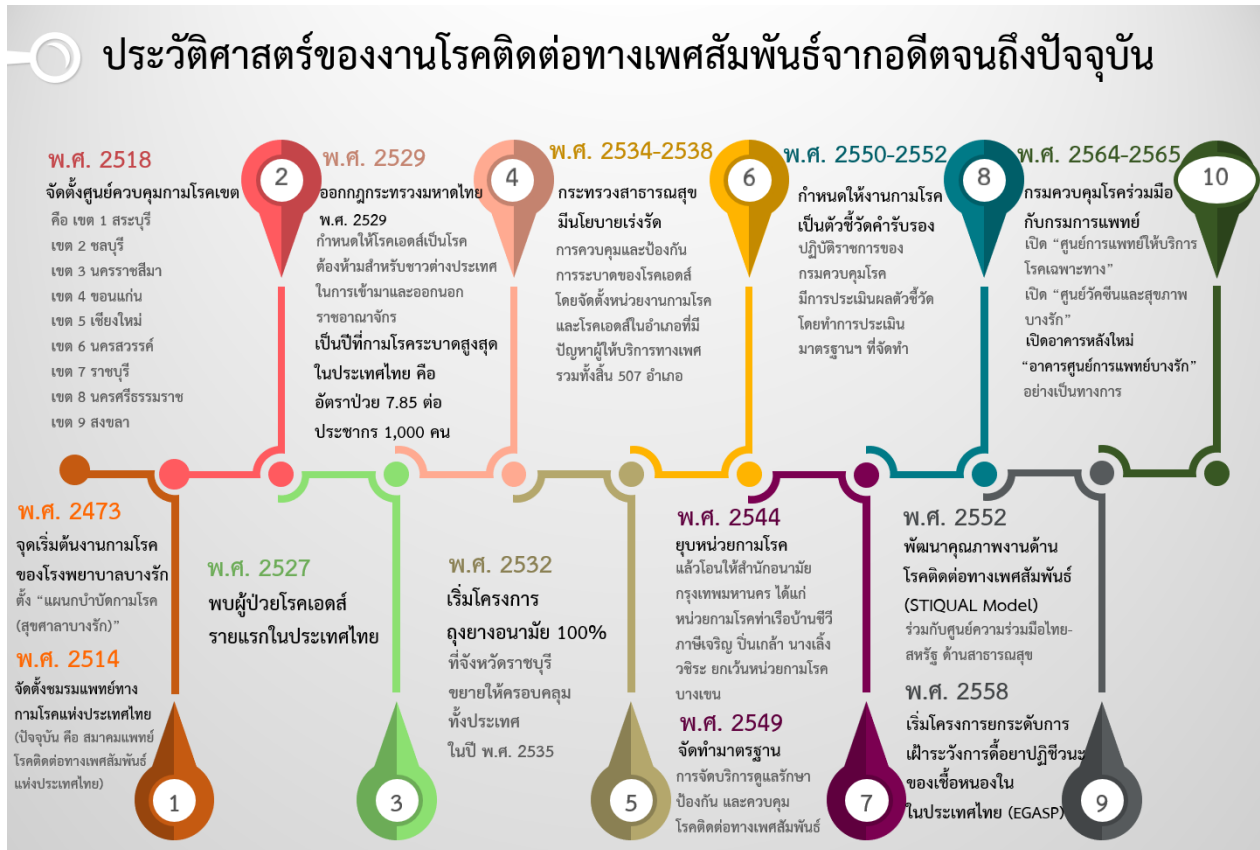 ประวัติศาสตร์ของงานโรคติดต่อทางเพศสัมพันธ์จากอดีตจนถึงปัจจุบัน
พ.ศ. 2473
จุดเริ่มต้นงานกามโรค
ของโรงพยาบาลบางรัก
ตั้ง “แผนกบำบัดกามโรค
(สุขศาลาบางรัก)”
พ.ศ. 2514
จัดตั้งชมรมแพทย์ทาง
กามโรคแห่งประเทศไทย
(ปัจจุบัน คือ สมาคมแพทย์
โรคติดต่อทางเพศสัมพันธ์
แห่งประเทศไทย)
1
พ.ศ. 2518
จัดตั้งศูนย์ควบคุมกามโรคเขต
คือ เขต 1 สระบุรี
เขต 2 ชลบุรี
เขต 3 นครราชสีมา
เขต 4 ขอนแก่น
เขต 5 เชียงใหม่
เขต 6 นครสวรรค์
เขต 7 ราชบุรี
เขต 8 นครศรีธรรมราช
เขต 9 สงขลา
2
พ.ศ. 2527
พบผู้ป่วยโรคเอดส์
รายแรกในประเทศไทย
3
พ.ศ. 2529
ออกกฎกระทรวงมหาดไทย
พ.ศ. 2529
กำหนดให้โรคเอดส์เป็นโรค
ต้องห้ามสำหรับชาวต่างประเทศ
ในการเข้ามาและออกนอก
ราชอาณาจักร
เป็นปีที่กามโรคระบาดสูงสุด
ในประเทศไทย คือ
อัตราป่วย 7.85 ต่อ
ประชากร 1,000 คน
4
พ.ศ. 2532
เริ่มโครงการ
ถุงยางอนามัย 100%
ที่จังหวัดราชบุรี
ขยายให้ครอบคลุม
ทั้งประเทศ
ในปี พ.ศ. 2535
5
พ.ศ. 2534-2538
กระทรวงสาธารณสุข
มีนโยบายเร่งรัด
การควบคุมและป้องกัน
การระบาดของโรคเอดส์
โดยจัดตั้งหน่วยงานกามโรค
และโรคเอดส์ในอำเภอที่มี
ปัญหาผู้ให้บริการทางเพศ
รวมทั้งสิ้น 507 อำเภอ
6
พ.ศ. 2544
ยุบหน่วยกามโรค
แล้วโอนให้สำนักอนามัย
กรุงเทพมหานคร ได้แก่
หน่วยกามโรคท่าเรือบ้านชีวี
ภาษีเจริญ ปิ่นเกล้า นางเลิ้ง
วชิระ ยกเว้นหน่วยกามโรค
บางเขน
พ.ศ. 2549
จัดทำมาตรฐาน
การจัดบริการดูแลรักษา
ป้องกัน และควบคุม
โรคติดต่อทางเพศสัมพันธ์
7
พ.ศ. 2550-2552
กำหนดให้งานกามโรค
เป็นตัวชี้วัดคำรับรอง
ปฏิบัติราชการของ
กรมควบคุมโรค
มีการประเมินผลตัวชี้วัด
โดยทำการประเมิน
มาตรฐานฯ ที่จัดทำ
8
พ.ศ. 2552
พัฒนาคุณภาพงานด้าน
โรคติดต่อทางเพศสัมพันธ์
(STIQUAL Model)
ร่วมกับศูนย์ความร่วมมือไทย-
สหรัฐ ด้านสาธารณสุข
พ.ศ. 2558
เริ่มโครงการยกระดับการ
เฝ้าระวังการดื้อยาปฏิชีวนะ
ของเชื้อหนองใน
ในประเทศไทย (EGASP)
9
พ.ศ. 2564-2565
กรมควบคุมโรคร่วมมือ
กับกรมการแพทย์
เปิด “ศูนย์การแพทย์ให้บริการ
โรคเฉพาะทาง”
เปิด “ศูนย์วัคซีนและสุขภาพ
บางรัก”
เปิดอาคารหลังใหม่
“อาคารศูนย์การแพทย์บางรัก”
อย่างเป็นทางการ
10